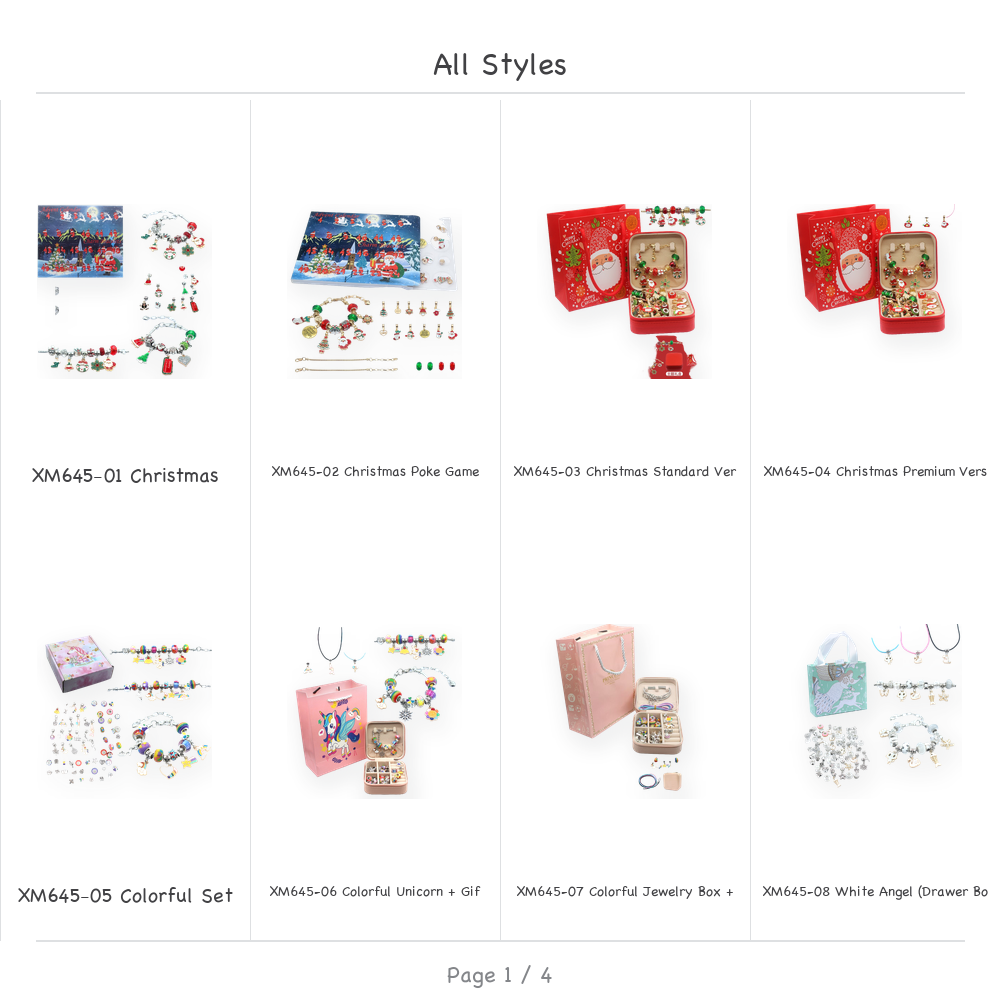 All Styles
XM645-01 Christmas
XM645-02 Christmas Poke Game
XM645-03 Christmas Standard Ver
XM645-04 Christmas Premium Vers
XM645-05 Colorful Set
XM645-06 Colorful Unicorn + Gif
XM645-07 Colorful Jewelry Box +
XM645-08 White Angel (Drawer Bo
Page 1 / 4